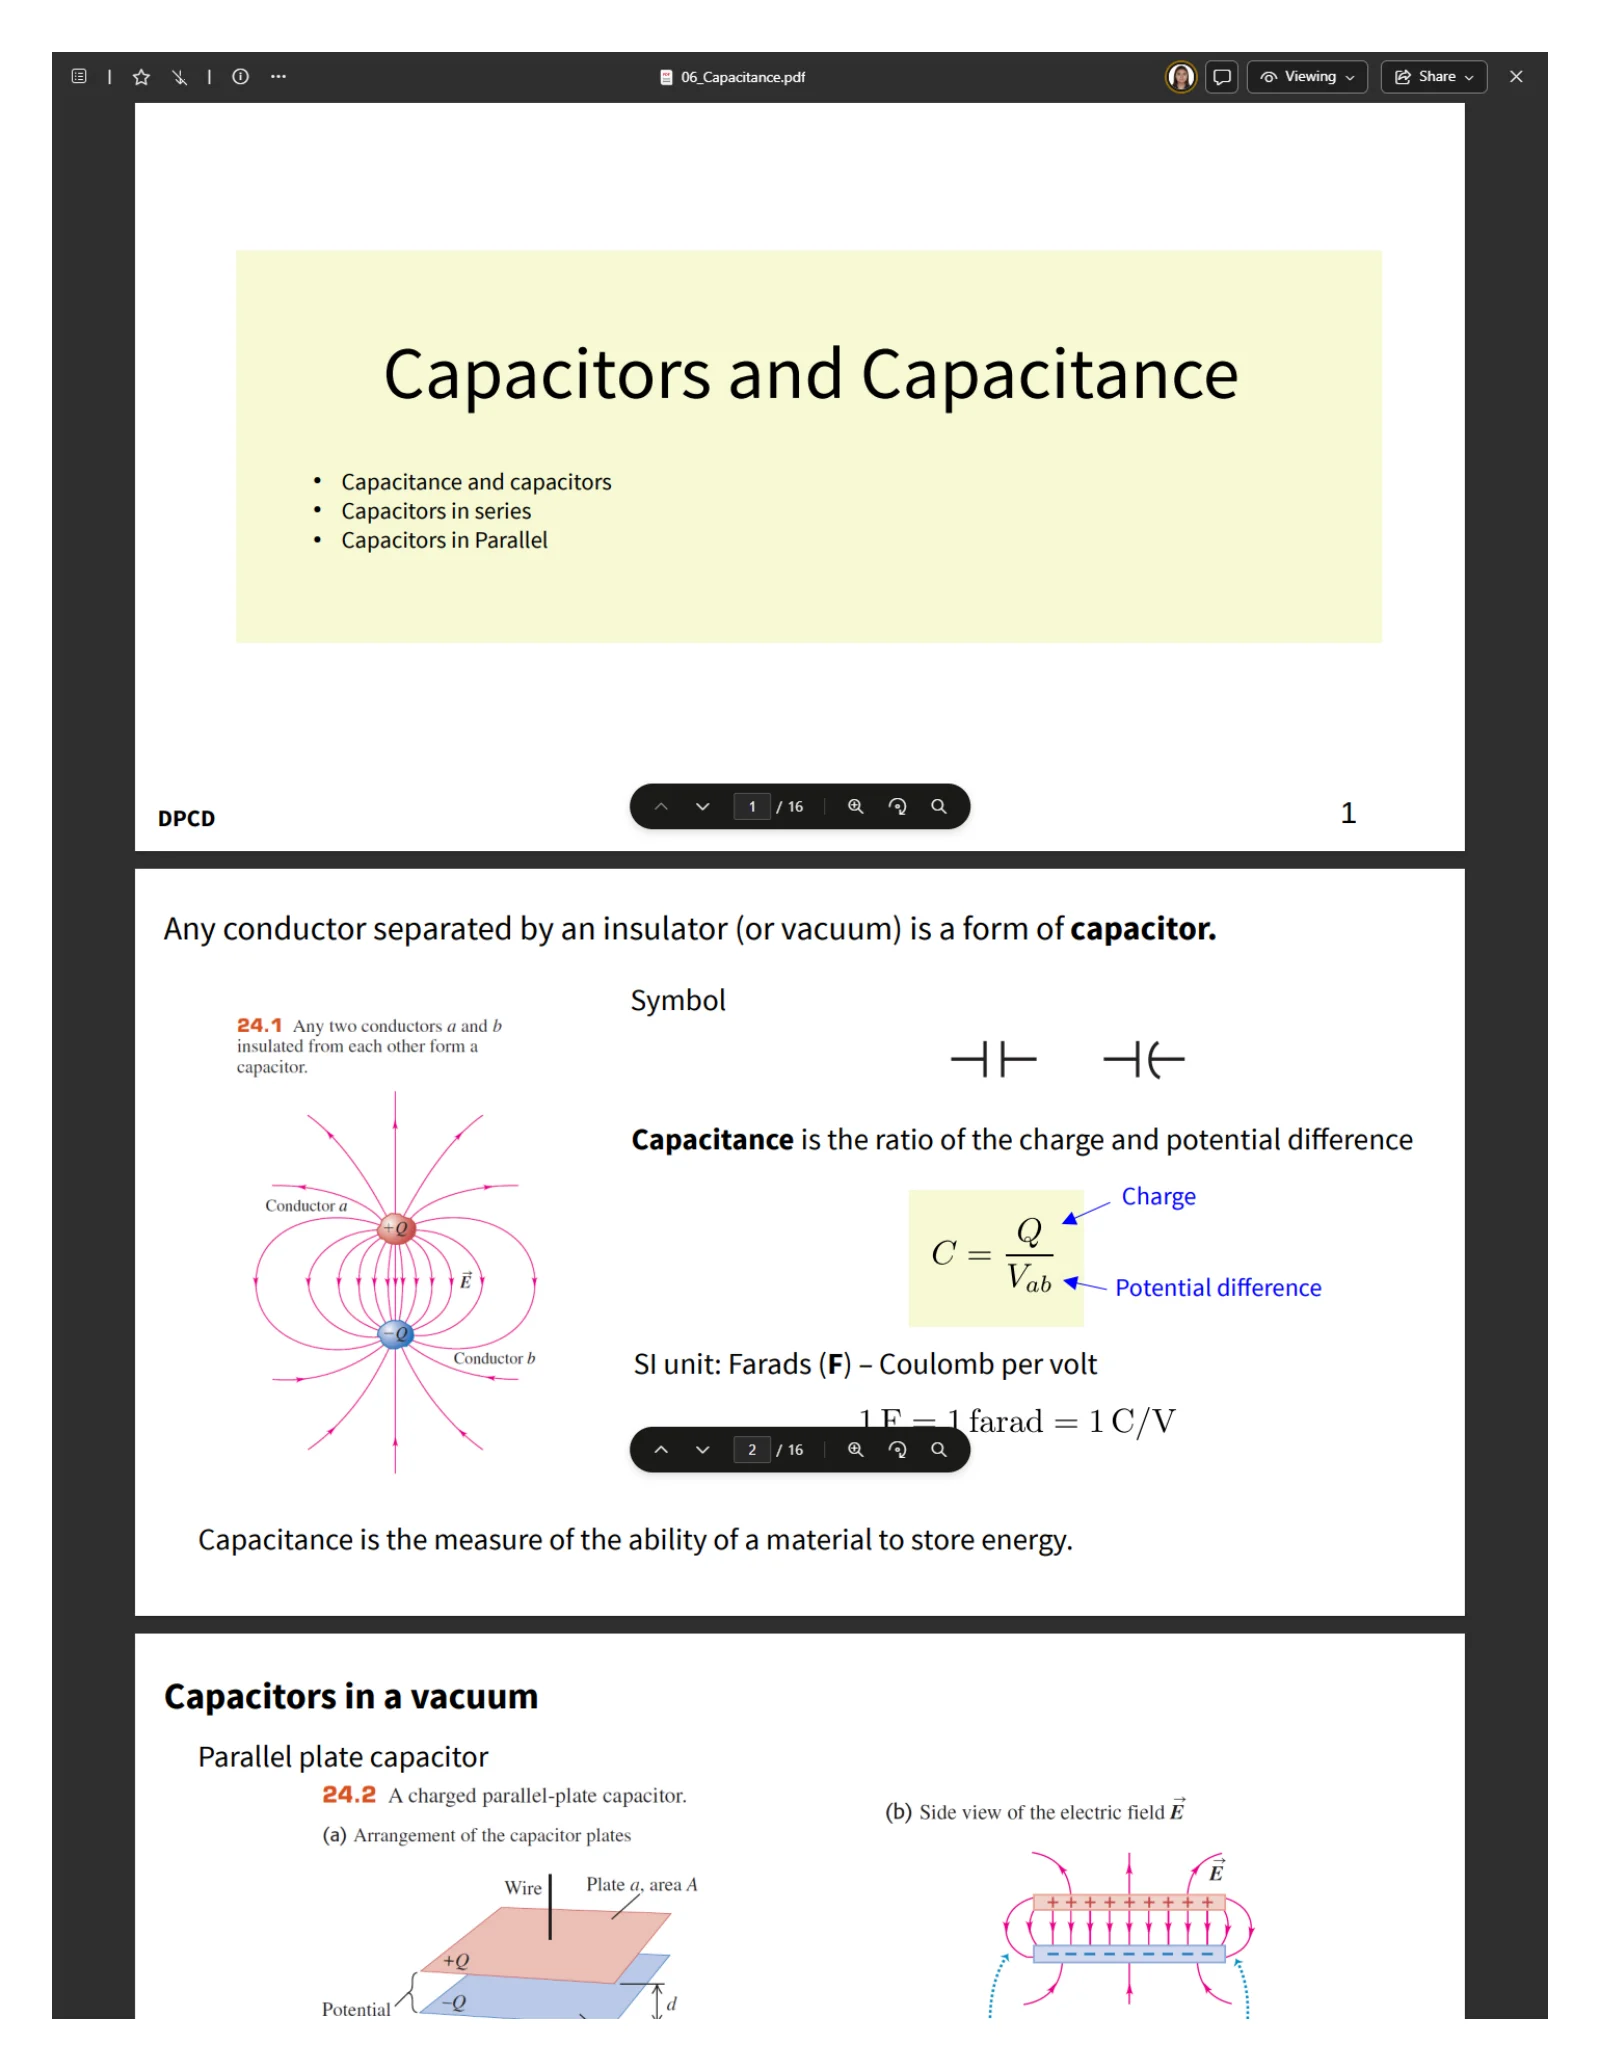 06_Capacitance.pdf
Viewing
Share
Capacitors and Capacitance
• Capacitance and capacitors
• Capacitors in series
• Capacitors in Parallel
DPCD
1 / 16
1
Any conductor separated by an insulator (or vacuum) is a form of capacitor.
24.1 Any two conductors a and b
insulated from each other form a
capacitor.
Conductor a
+Q
E
−Q
Conductor b
Symbol
Capacitance is the ratio of the charge and potential difference
Charge
C = Q / V_ab
Potential difference
SI unit: Farads (F) – Coulomb per volt
1 F = 1 farad = 1 C/V
2 / 16
Capacitance is the measure of the ability of a material to store energy.
Capacitors in a vacuum
Parallel plate capacitor
24.2 A charged parallel-plate capacitor.
(a) Arrangement of the capacitor plates
Wire
Plate a, area A
+Q
−Q
Potential
d
(b) Side view of the electric field E
E
+ + + + + + + + +
− − − − − − − − −